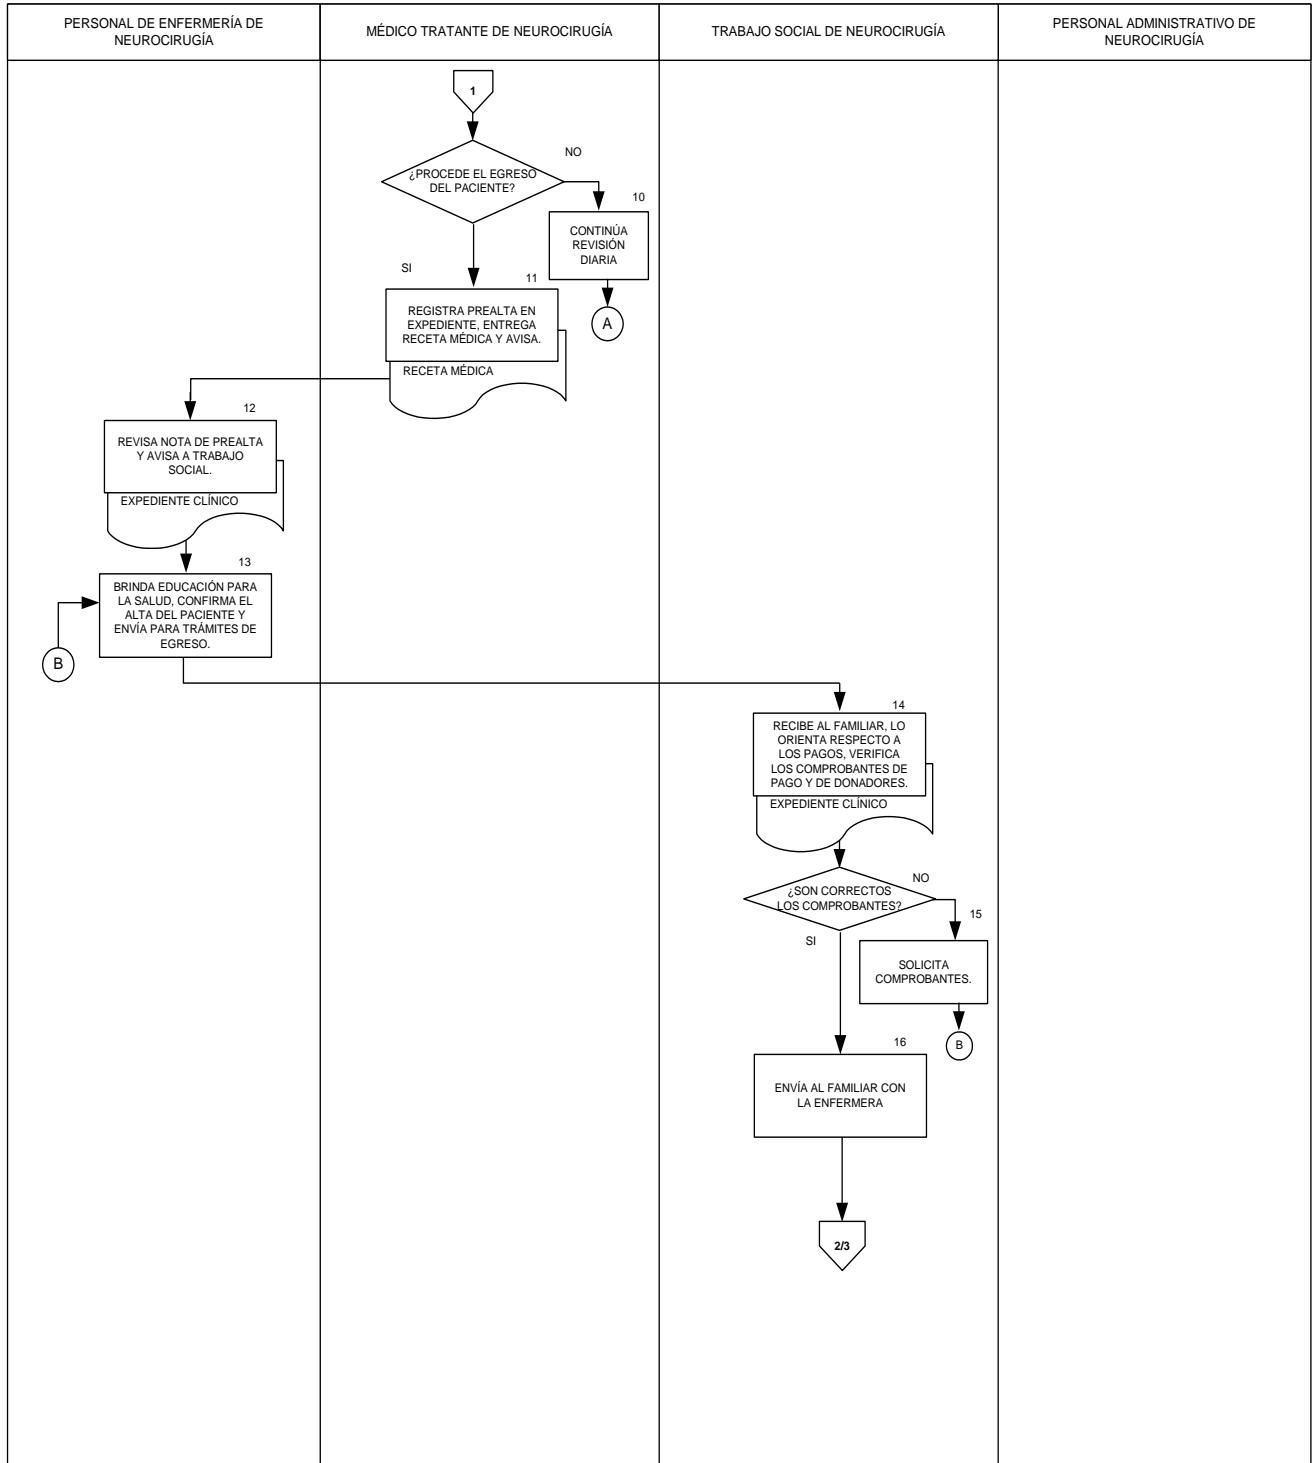 PERSONAL DE ENFERMERÍA DE
NEUROCIRUGÍA
MÉDICO TRATANTE DE NEUROCIRUGÍA
TRABAJO SOCIAL DE NEUROCIRUGÍA
PERSONAL ADMINISTRATIVO DE
NEUROCIRUGÍA
1
¿PROCEDE EL EGRESO
DEL PACIENTE?
NO
10
CONTINÚA
REVISIÓN
DIARIA
A
SI
11
REGISTRA PREALTA EN
EXPEDIENTE, ENTREGA
RECETA MÉDICA Y AVISA.
RECETA MÉDICA
12
REVISA NOTA DE PREALTA
Y AVISA A TRABAJO
SOCIAL.
EXPEDIENTE CLÍNICO
13
BRINDA EDUCACIÓN PARA
LA SALUD, CONFIRMA EL
ALTA DEL PACIENTE Y
ENVÍA PARA TRÁMITES DE
EGRESO.
B
14
RECIBE AL FAMILIAR, LO
ORIENTA RESPECTO A
LOS PAGOS, VERIFICA
LOS COMPROBANTES DE
PAGO Y DE DONADORES.
EXPEDIENTE CLÍNICO
¿SON CORRECTOS
LOS COMPROBANTES?
NO
15
SOLICITA
COMPROBANTES.
B
SI
16
ENVÍA AL FAMILIAR CON
LA ENFERMERA
2/3